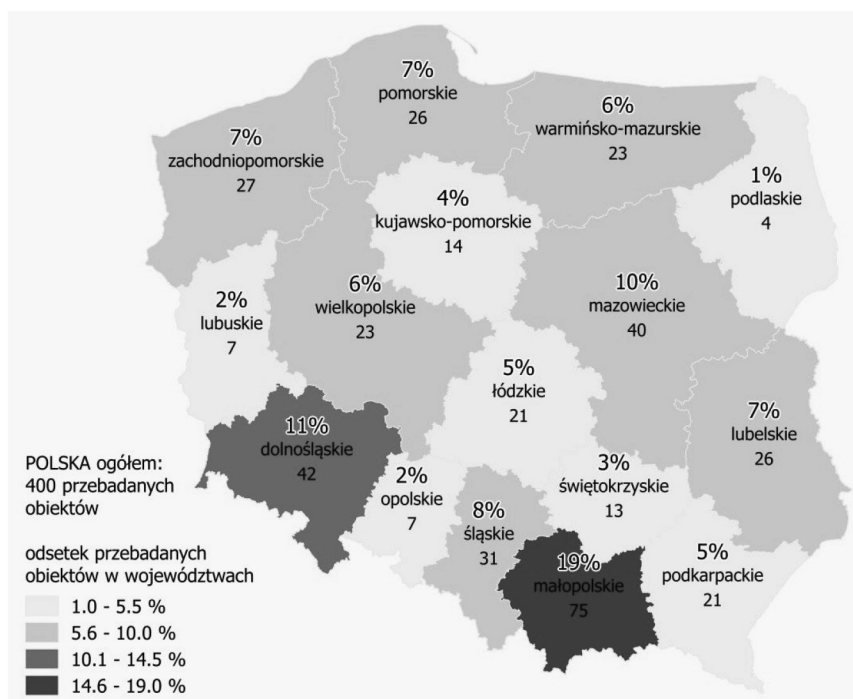 7%
pomorskie
26
6%
warmińsko-mazurskie
23
7%
zachodniopomorskie
27
1%
podlaskie
4
4%
kujawsko-pomorskie
14
10%
mazowieckie
40
6%
wielkopolskie
23
2%
lubuskie
7
5%
łódzkie
21
7%
lubelskie
26
11%
dolnośląskie
42
2%
opolskie
7
3%
świętokrzyskie
13
8%
śląskie
31
19%
małopolskie
75
5%
podkarpackie
21
POLSKA ogółem:
400 przebadanych
obiektów
odsetek przebadanych
obiektów w województwach
1.0 - 5.5 %
5.6 - 10.0 %
10.1 - 14.5 %
14.6 - 19.0 %